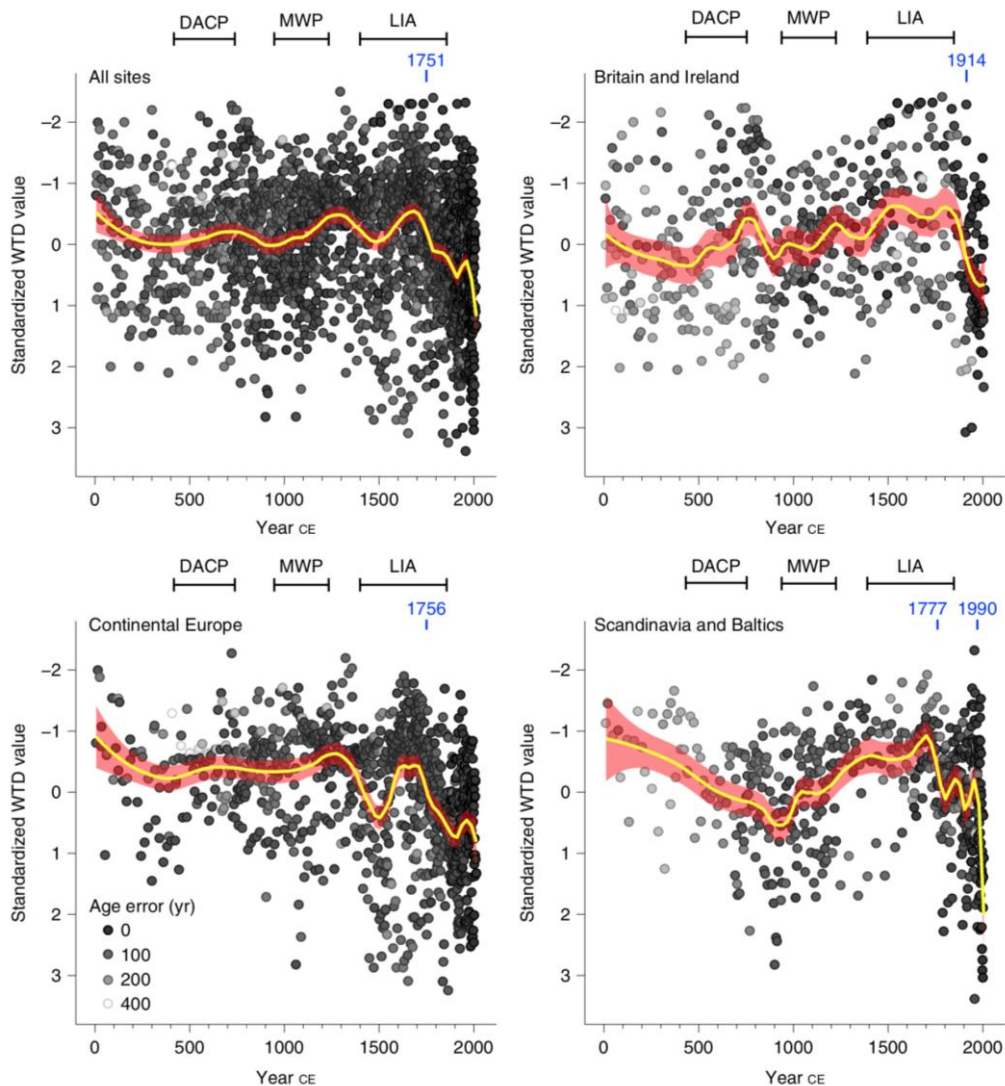 DACP MWP LIA
1751
All sites
Standardized WTD value
−2
−1
0
1
2
3
0 500 1000 1500 2000
Year CE
DACP MWP LIA
1914
Britain and Ireland
Standardized WTD value
−2
−1
0
1
2
3
0 500 1000 1500 2000
Year CE
DACP MWP LIA
1756
Continental Europe
Standardized WTD value
−2
−1
0
1
2
3
Age error (yr)
0
100
200
400
0 500 1000 1500 2000
Year CE
DACP MWP LIA
1777 1990
Scandinavia and Baltics
Standardized WTD value
−2
−1
0
1
2
3
0 500 1000 1500 2000
Year CE